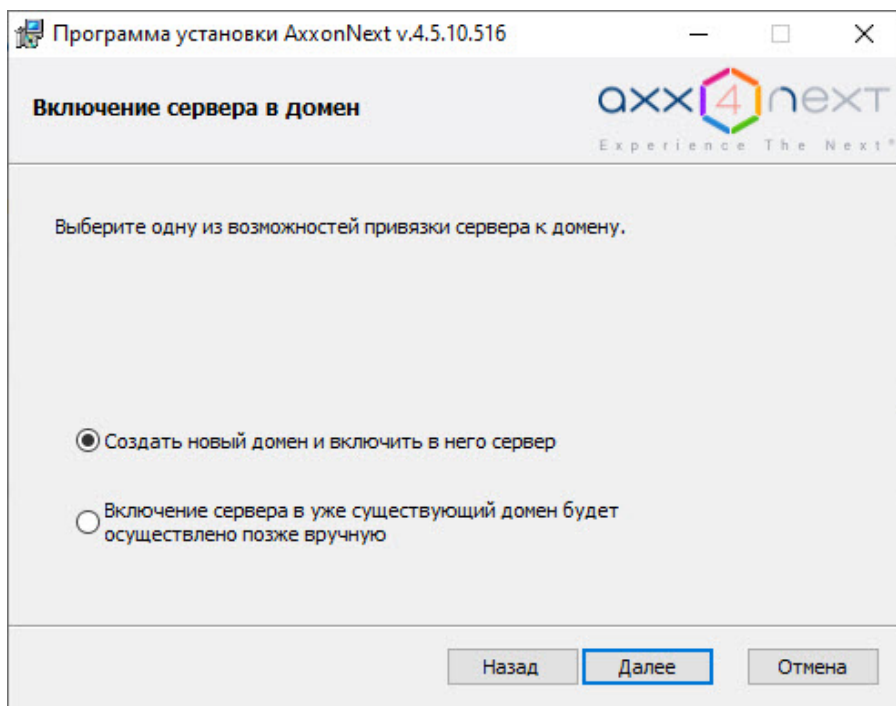 Программа установки AxxonNext v.4.5.10.516
Включение сервера в домен
axx4next
Experience The Next®
Выберите одну из возможностей привязки сервера к домену.
Создать новый домен и включить в него сервер
Включение сервера в уже существующий домен будет
осуществлено позже вручную
Назад
Далее
Отмена